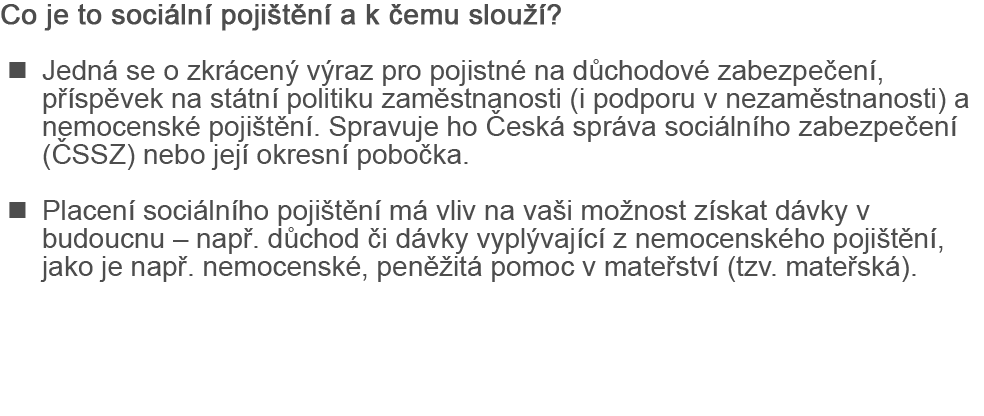 Co je to sociální pojištění a k čemu slouží?
■ Jedná se o zkrácený výraz pro pojistné na důchodové zabezpečení,
příspěvek na státní politiku zaměstnanosti (i podporu v nezaměstnanosti) a
nemocenské pojištění. Spravuje ho Česká správa sociálního zabezpečení
(ČSSZ) nebo její okresní pobočka.
■ Placení sociálního pojištění má vliv na vaši možnost získat dávky v
budoucnu – např. důchod či dávky vyplývající z nemocenského pojištění,
jako je např. nemocenské, peněžitá pomoc v mateřství (tzv. mateřská).